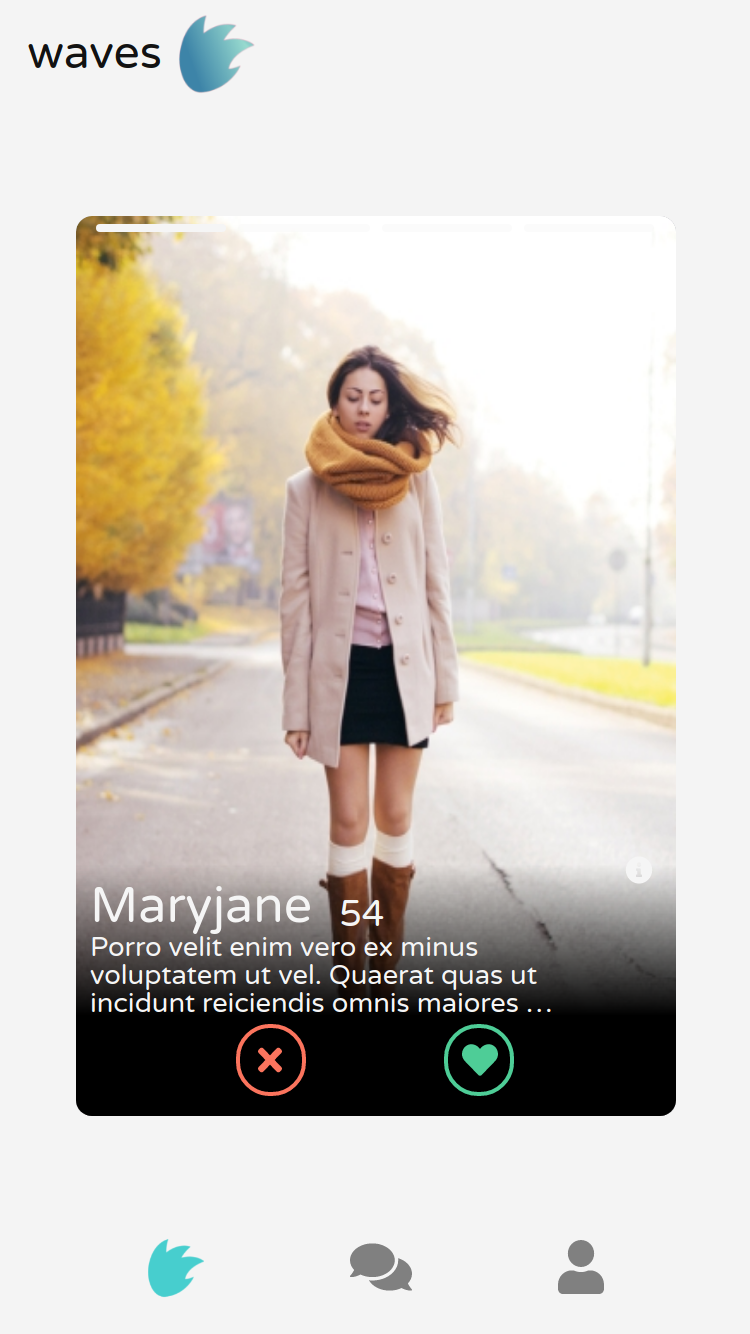 waves
Maryjane 54
Porro velit enim vero ex minus
voluptatem ut vel. Quaerat quas ut
incidunt reiciendis omnis maiores …